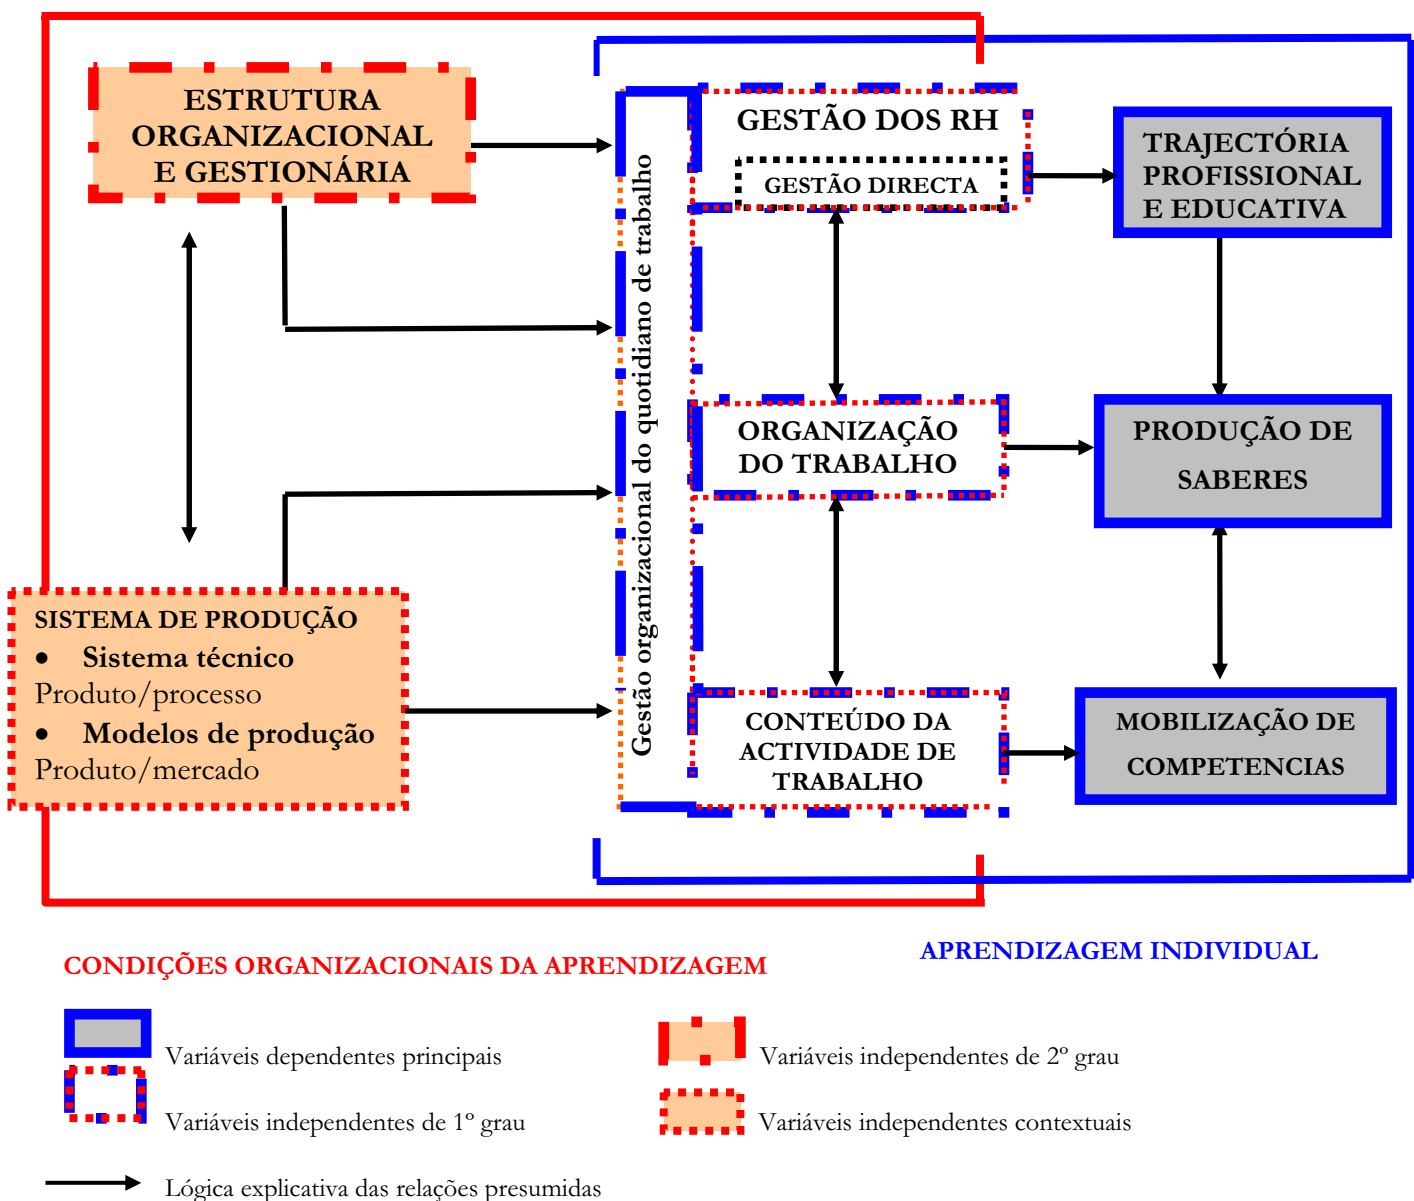 ESTRUTURA
ORGANIZACIONAL
E GESTIONÁRIA
SISTEMA DE PRODUÇÃO
• Sistema técnico
Produto/processo
• Modelos de produção
Produto/mercado
Gestão organizacional do quotidiano de trabalho
GESTÃO DOS RH
GESTÃO DIRECTA
ORGANIZAÇÃO
DO TRABALHO
CONTEÚDO DA
ACTIVIDADE DE
TRABALHO
TRAJECTÓRIA
PROFISSIONAL
E EDUCATIVA
PRODUÇÃO DE
SABERES
MOBILIZAÇÃO DE
COMPETENCIAS
CONDIÇÕES ORGANIZACIONAIS DA APRENDIZAGEM
APRENDIZAGEM INDIVIDUAL
Variáveis dependentes principais
Variáveis independentes de 2º grau
Variáveis independentes de 1º grau
Variáveis independentes contextuais
Lógica explicativa das relações presumidas